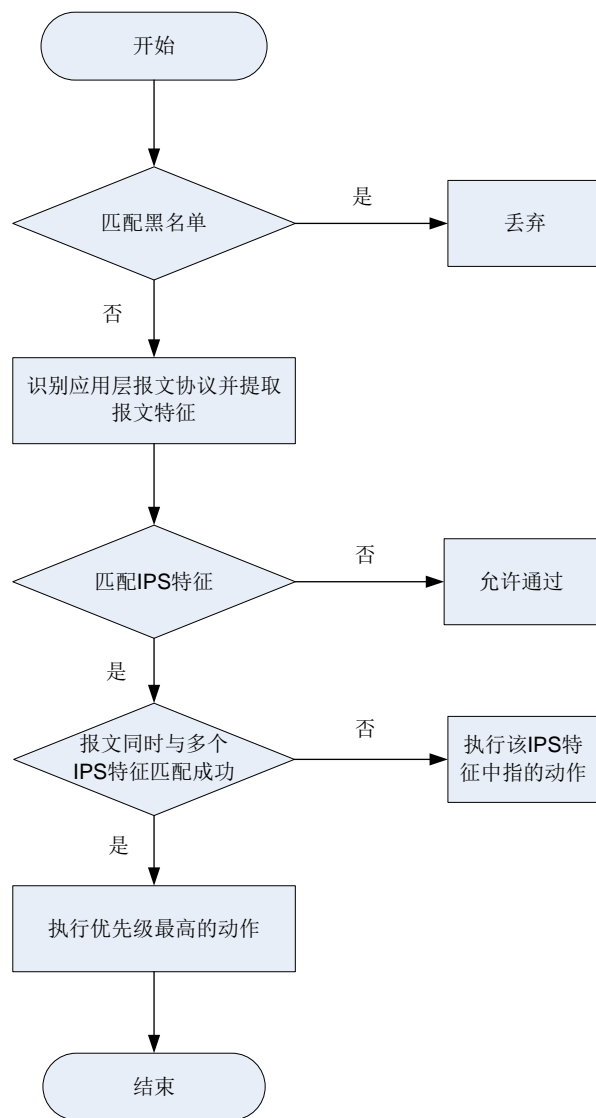 开始
匹配黑名单
是
丢弃
否
识别应用层报文协议并提取
报文特征
匹配IPS特征
否
允许通过
是
报文同时与多个
IPS特征匹配成功
否
执行该IPS特
征中指的动作
是
执行优先级最高的动作
结束